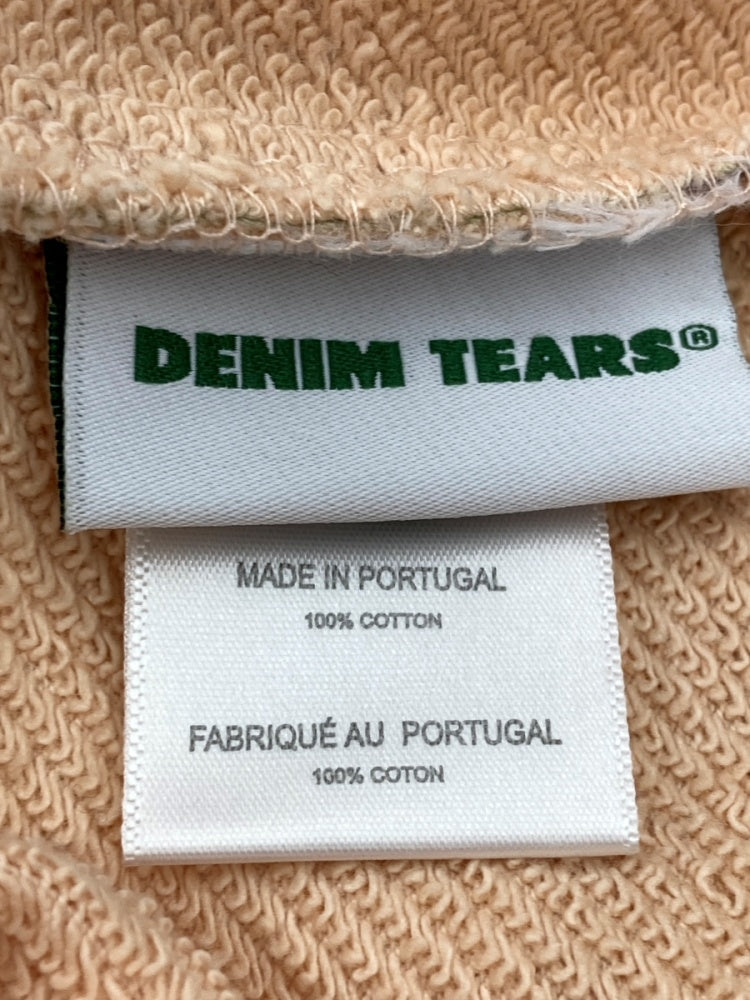 DENIM TEARS®
MADE IN PORTUGAL
100% COTTON
FABRIQUÉ AU PORTUGAL
100% COTON